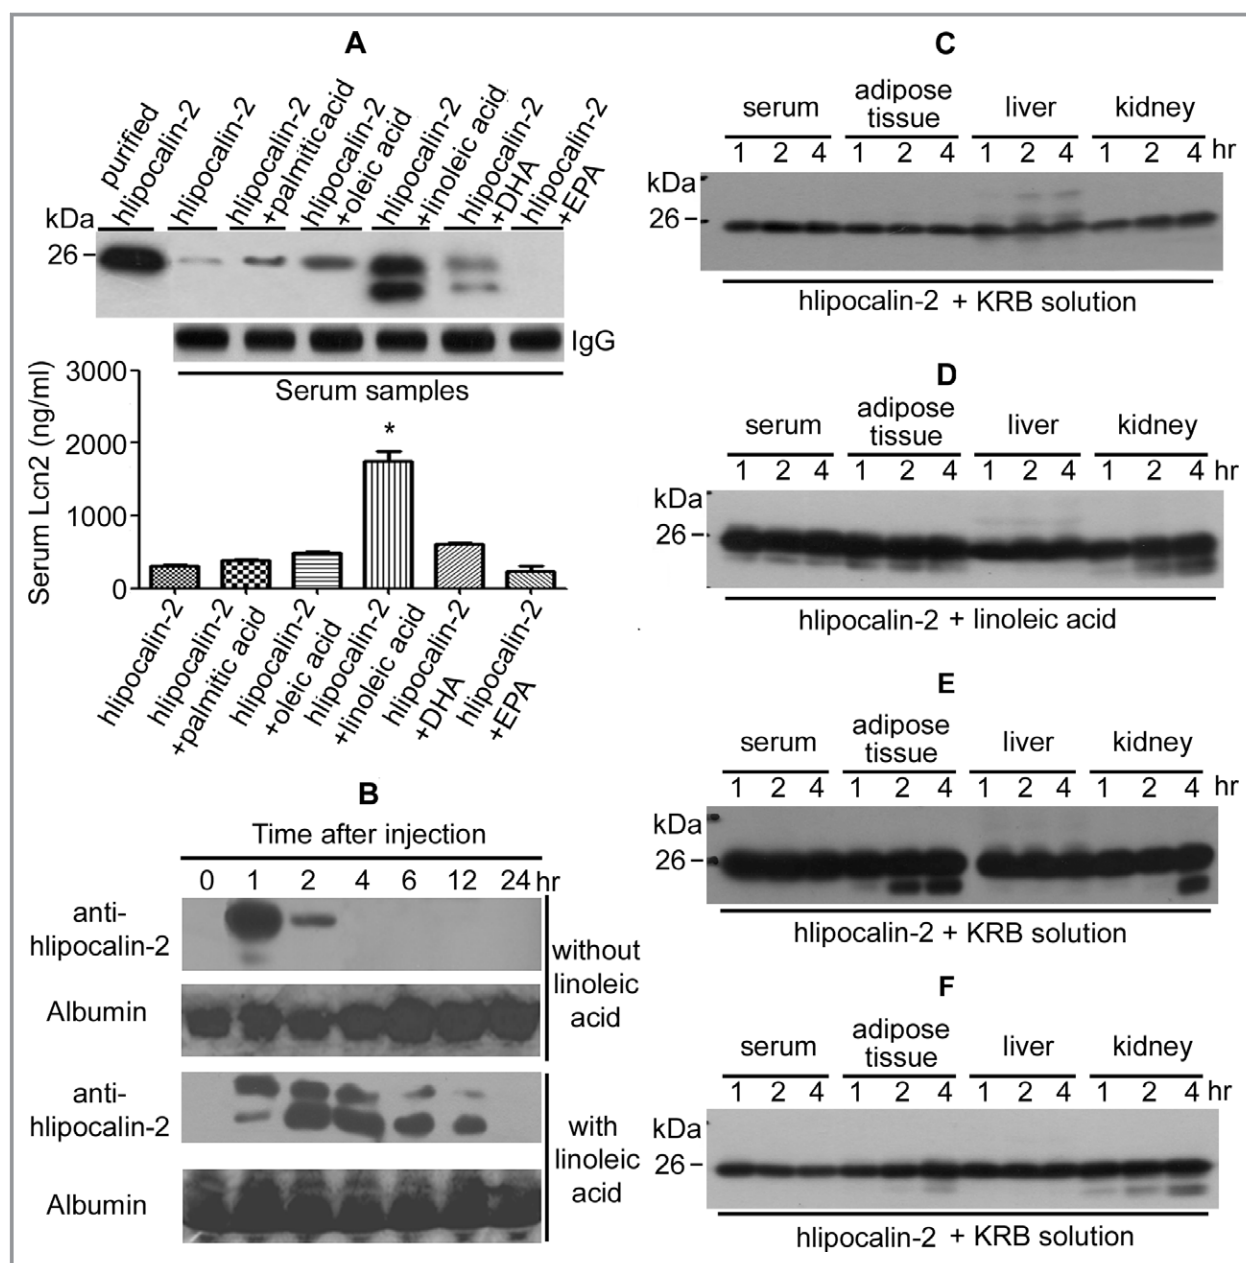 A
purified
hlipocalin-2
hlipocalin-2
hlipocalin-2
+palmitic acid
hlipocalin-2
+oleic acid
hlipocalin-2
+linoleic acid
hlipocalin-2
+DHA
hlipocalin-2
+EPA
kDa
26
IgG
Serum samples
Serum Lcn2 (ng/ml)
3000
2000
1000
0
*
hlipocalin-2
hlipocalin-2
+palmitic acid
hlipocalin-2
+oleic acid
hlipocalin-2
+linoleic acid
hlipocalin-2
+DHA
hlipocalin-2
+EPA
B
Time after injection
0 1 2 4 6 12 24 hr
anti-
hlipocalin-2
Albumin
without
linoleic
acid
anti-
hlipocalin-2
Albumin
with
linoleic
acid
C
serum adipose tissue liver kidney
1 2 4 1 2 4 1 2 4 1 2 4 hr
kDa
26
hlipocalin-2 + KRB solution
D
serum adipose tissue liver kidney
1 2 4 1 2 4 1 2 4 1 2 4 hr
kDa
26
hlipocalin-2 + linoleic acid
E
serum adipose tissue liver kidney
1 2 4 1 2 4 1 2 4 1 2 4 hr
kDa
26
hlipocalin-2 + KRB solution
F
serum adipose tissue liver kidney
1 2 4 1 2 4 1 2 4 1 2 4 hr
kDa
26
hlipocalin-2 + KRB solution